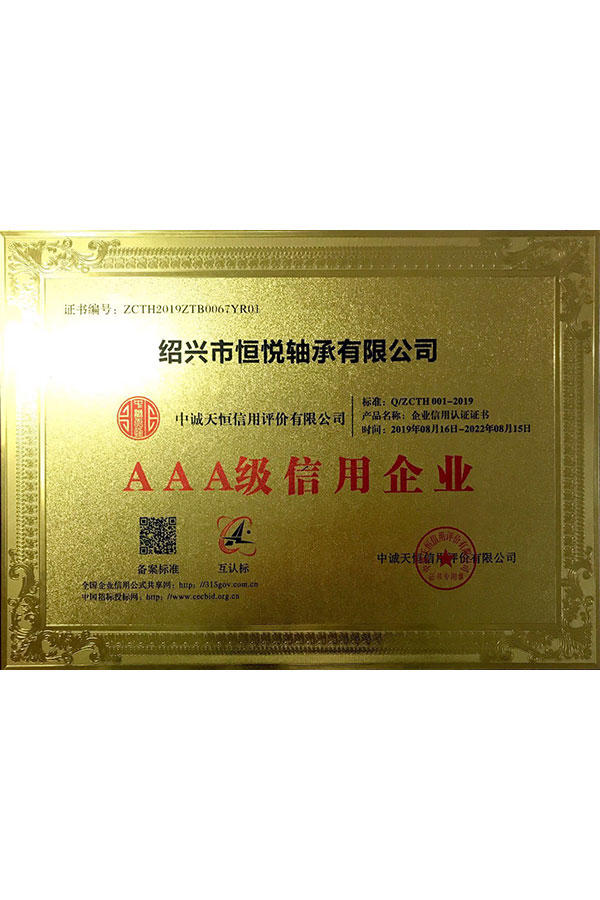 证书编号：ZCTH2019ZTB0067YR01
绍兴市恒悦轴承有限公司
中诚天恒信用评价有限公司
标准：Q/ZCTH 001-2019
产品名称：企业信用认证证书
时间：2019年08月16日-2022年08月15日
AAA级信用企业
备案标准
互认标
中诚天恒信用评价有限公司
全国企业信用公式共享网：http：//315gov.com.cn
中国招标投标网：http：//www.cecbid.org.cn